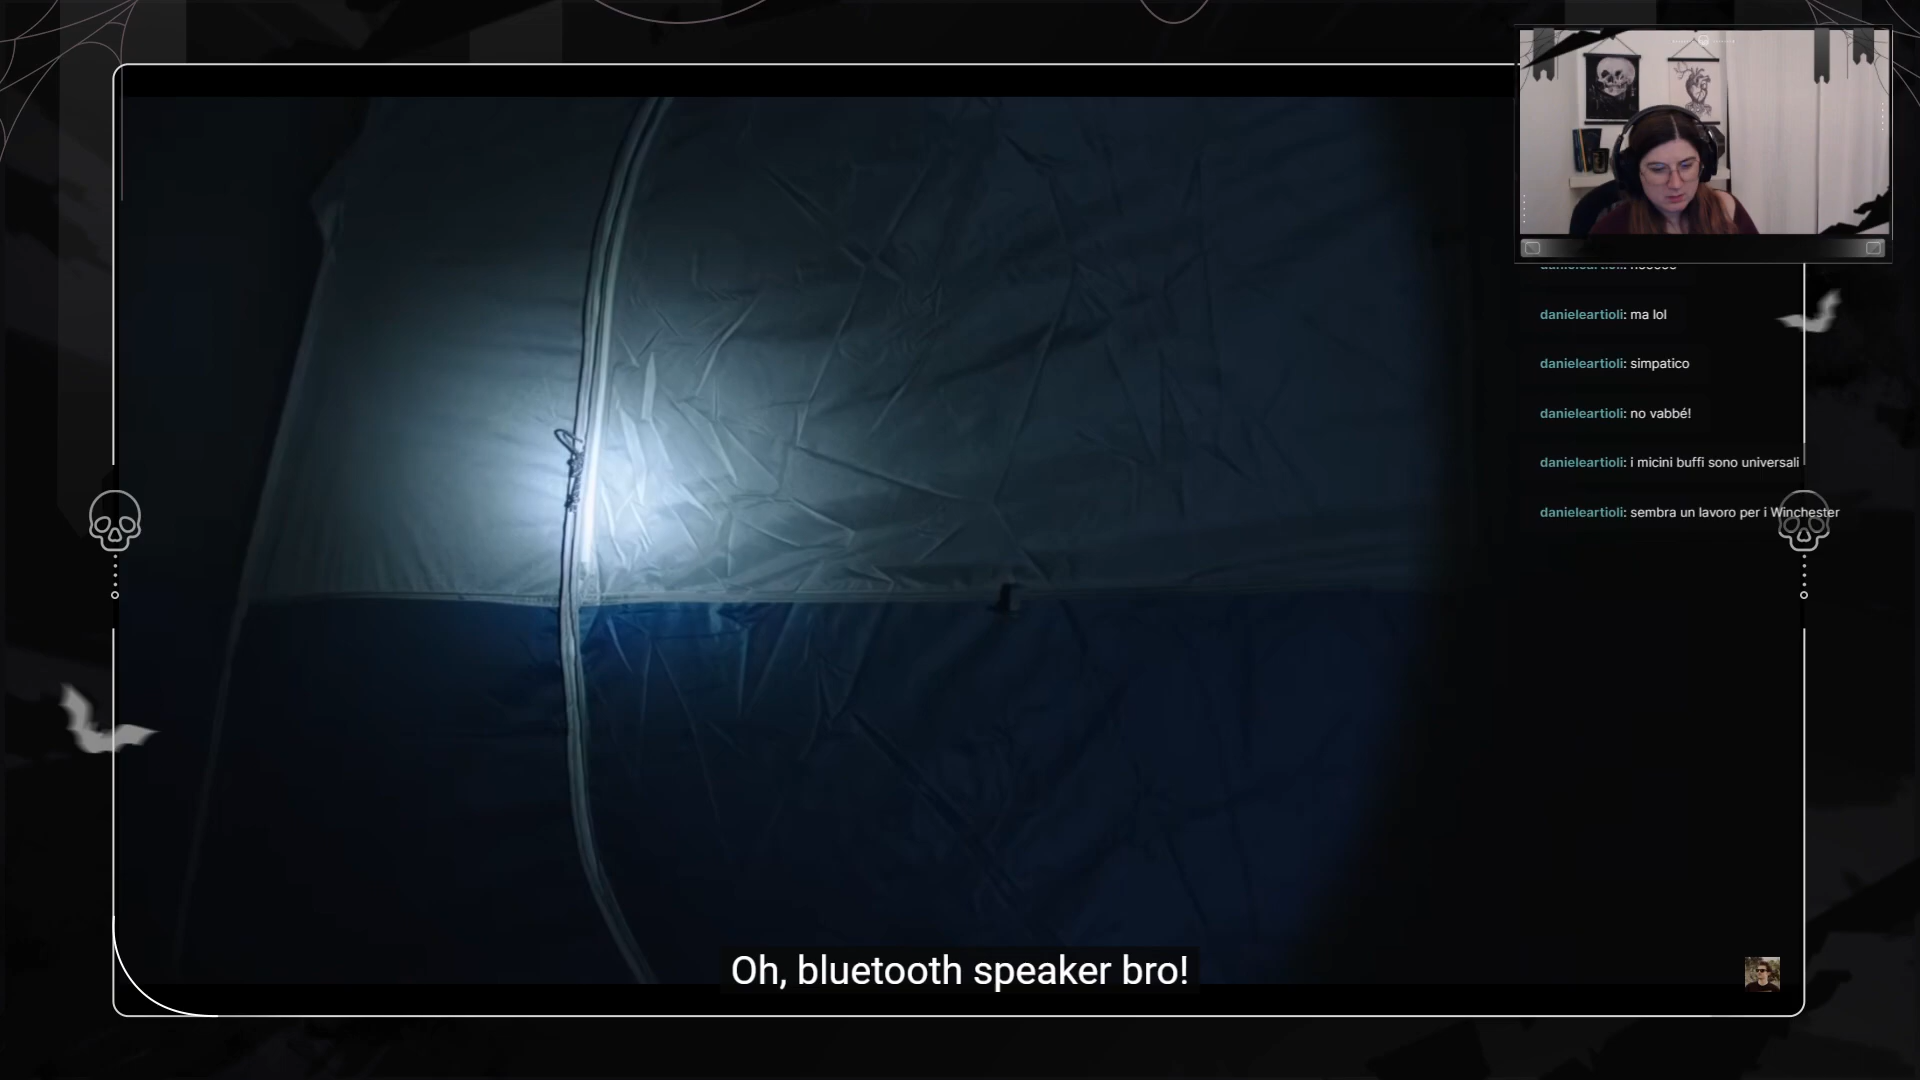 danieleartioli: ma lol
danieleartioli: simpatico
danieleartioli: no vabbé!
danieleartioli: i micini buffi sono universali
danieleartioli: sembra un lavoro per i Winchester
Oh, bluetooth speaker bro!